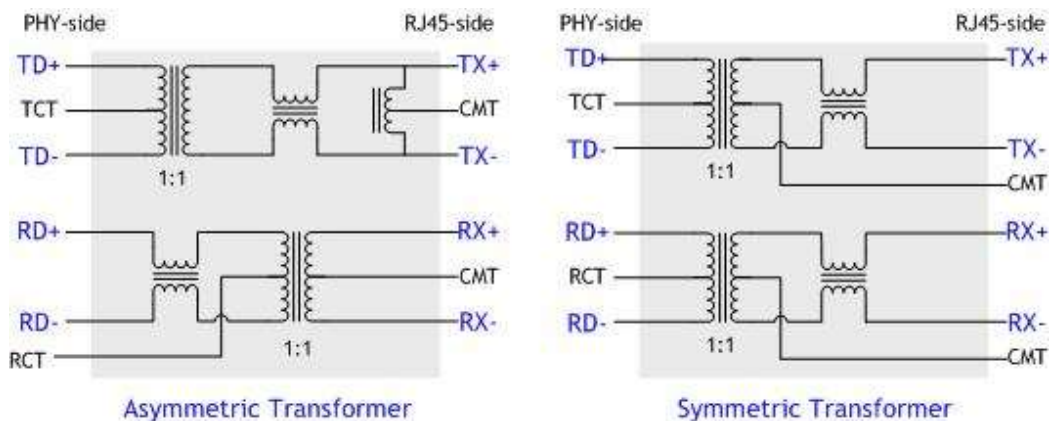 PHY-side
RJ45-side
TD+
TX+
TCT
CMT
TD-
TX-
1:1
RD+
RX+
CMT
RD-
RX-
RCT
1:1
Asymmetric Transformer
PHY-side
RJ45-side
TD+
TX+
TCT
TD-
TX-
1:1
CMT
RD+
RX+
RCT
RD-
RX-
1:1
CMT
Symmetric Transformer